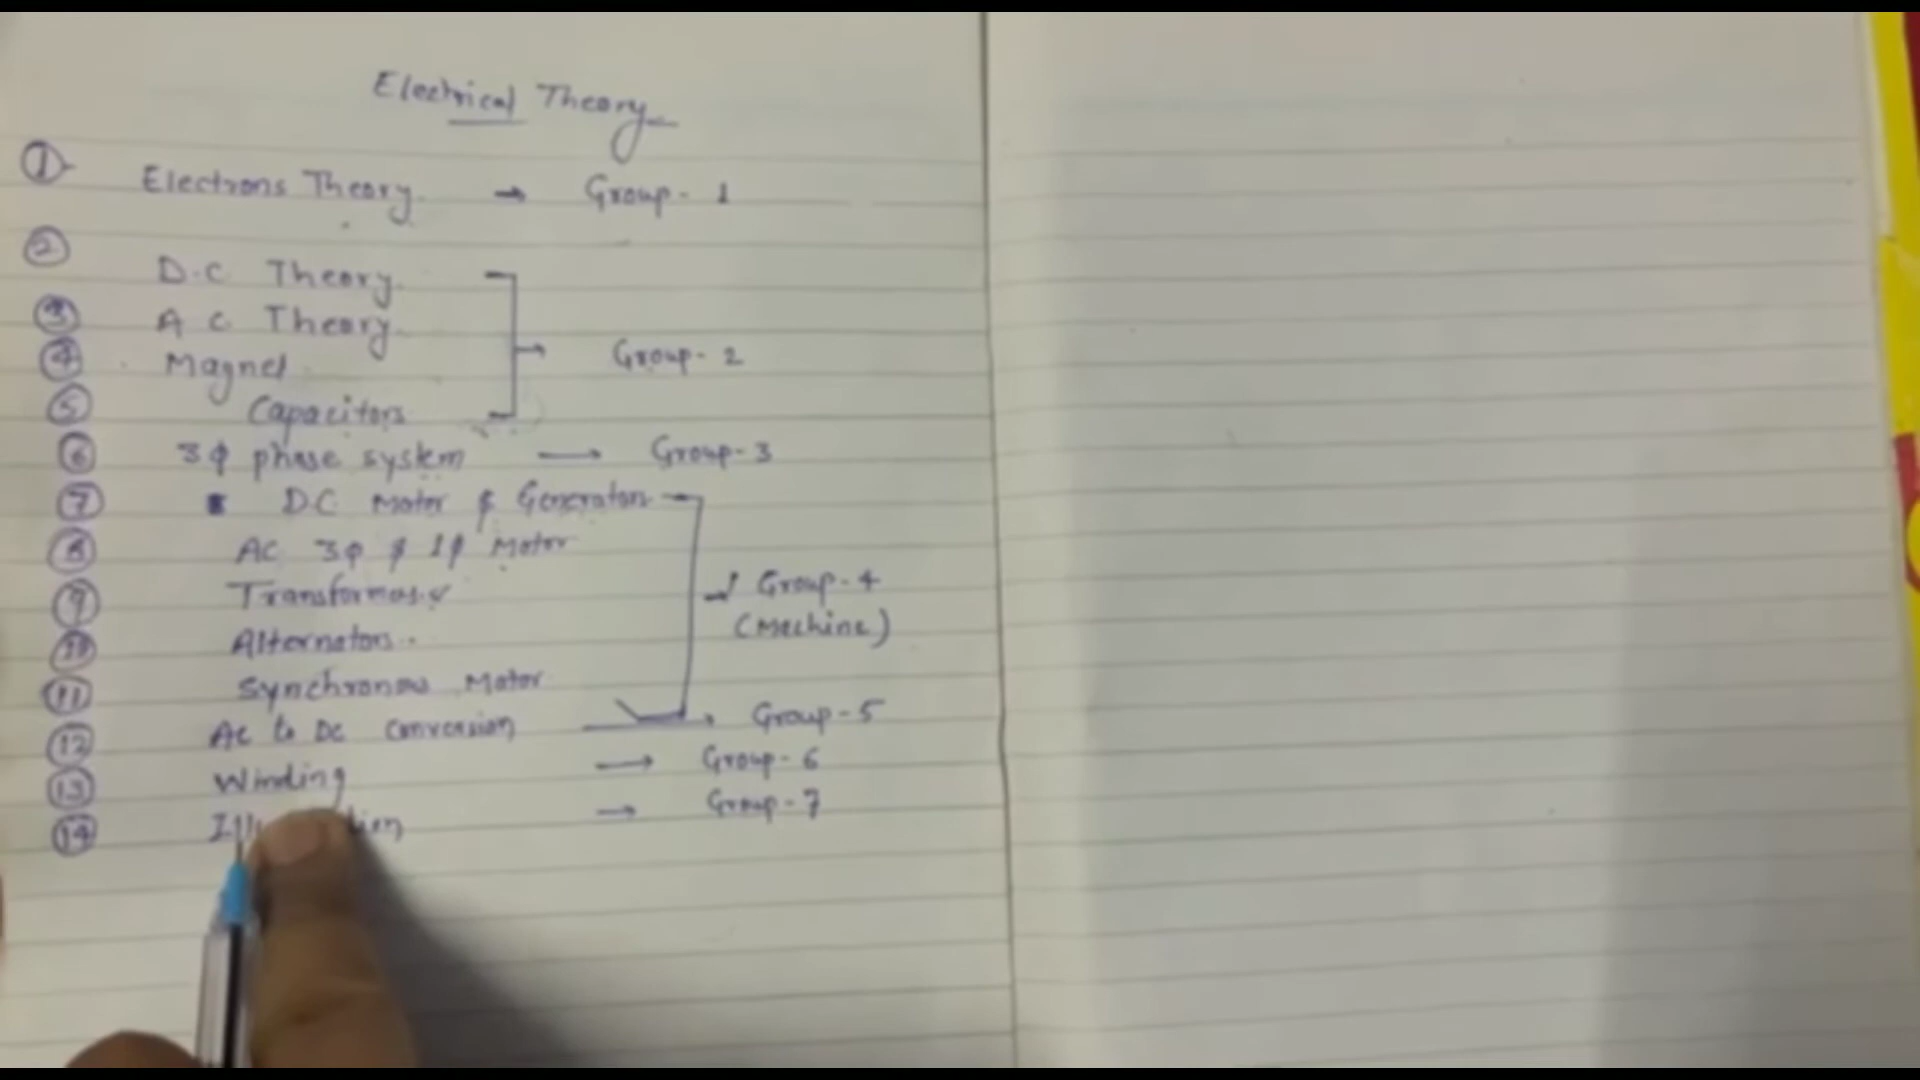 Electrical Theory
① Electrons Theory → Group - 1
② D.C Theory
③ A C Theory
④ Magnet → Group - 2
⑤ Capacitors
⑥ 3φ phase system → Group - 3
⑦ D.C Motor & Generators
⑧ AC 3φ & 1φ Motor
⑨ Transformers → Group - 4
⑩ Alternators (Mechine)
⑪ Synchronous Motor
⑫ AC to DC Conversion → Group - 5
⑬ Winding → Group - 6
⑭ → Group - 7